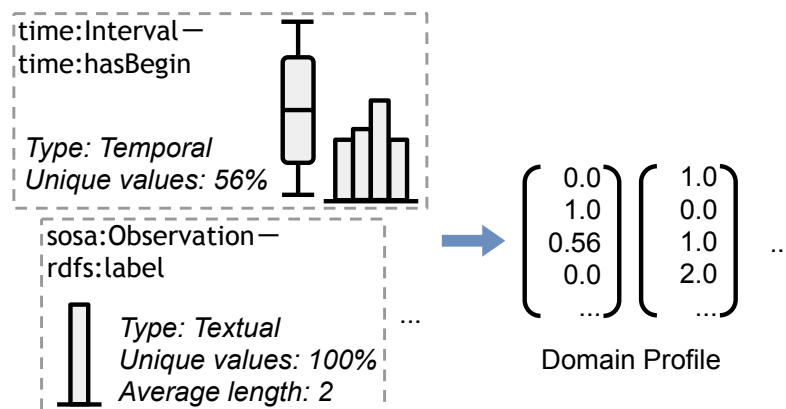 time:Interval—
time:hasBegin
Type: Temporal
Unique values: 56%
sosa:Observation—
rdfs:label
Type: Textual
Unique values: 100%
Average length: 2
...
0.0
1.0
0.56
0.0
...
1.0
0.0
1.0
2.0
...
..
Domain Profile